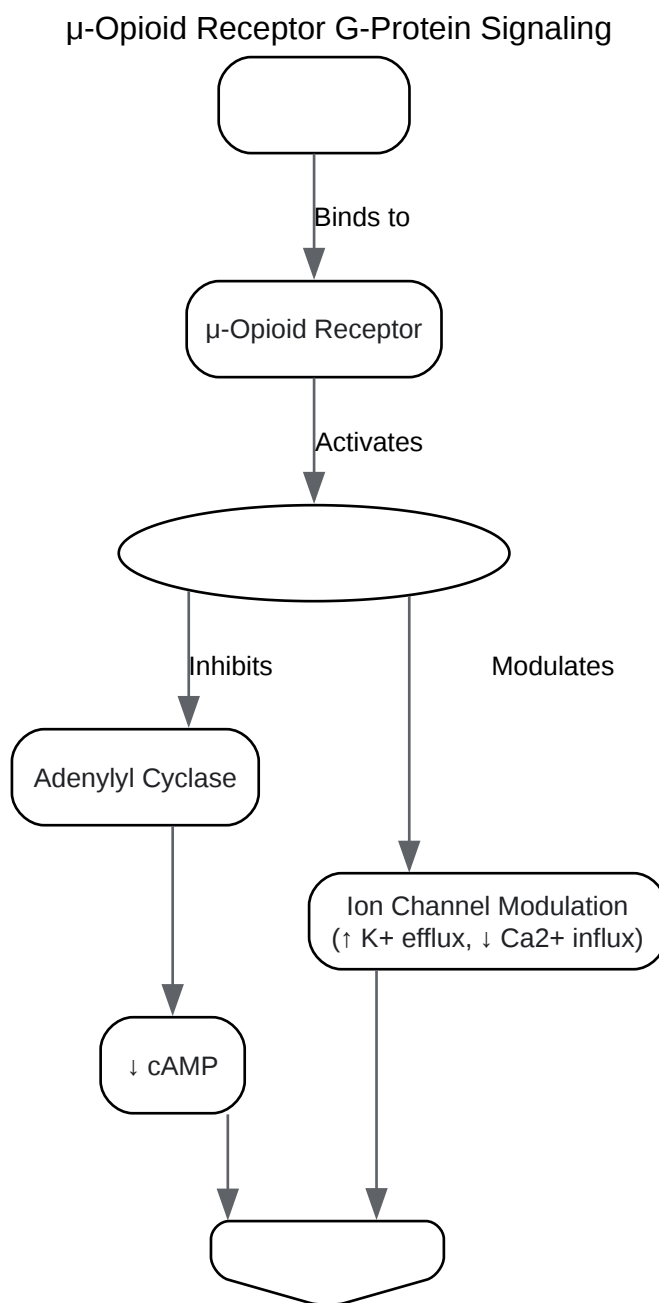 μ-Opioid Receptor G-Protein Signaling
Binds to
μ-Opioid Receptor
Activates
Inhibits
Modulates
Adenylyl Cyclase
Ion Channel Modulation
(↑ K+ efflux, ↓ Ca2+ influx)
↓ cAMP